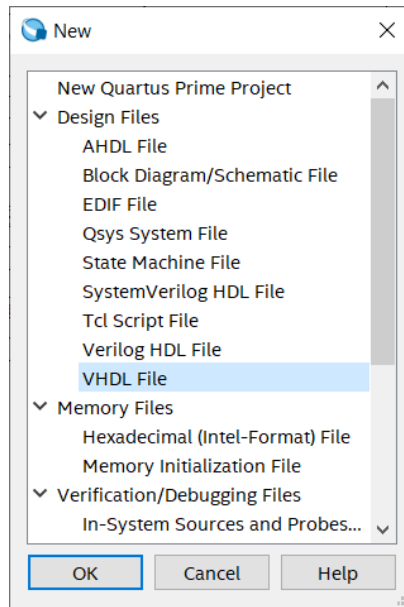 New
New Quartus Prime Project
Design Files
AHDL File
Block Diagram/Schematic File
EDIF File
Qsys System File
State Machine File
SystemVerilog HDL File
Tcl Script File
Verilog HDL File
VHDL File
Memory Files
Hexadecimal (Intel-Format) File
Memory Initialization File
Verification/Debugging Files
In-System Sources and Probes...
OK Cancel Help